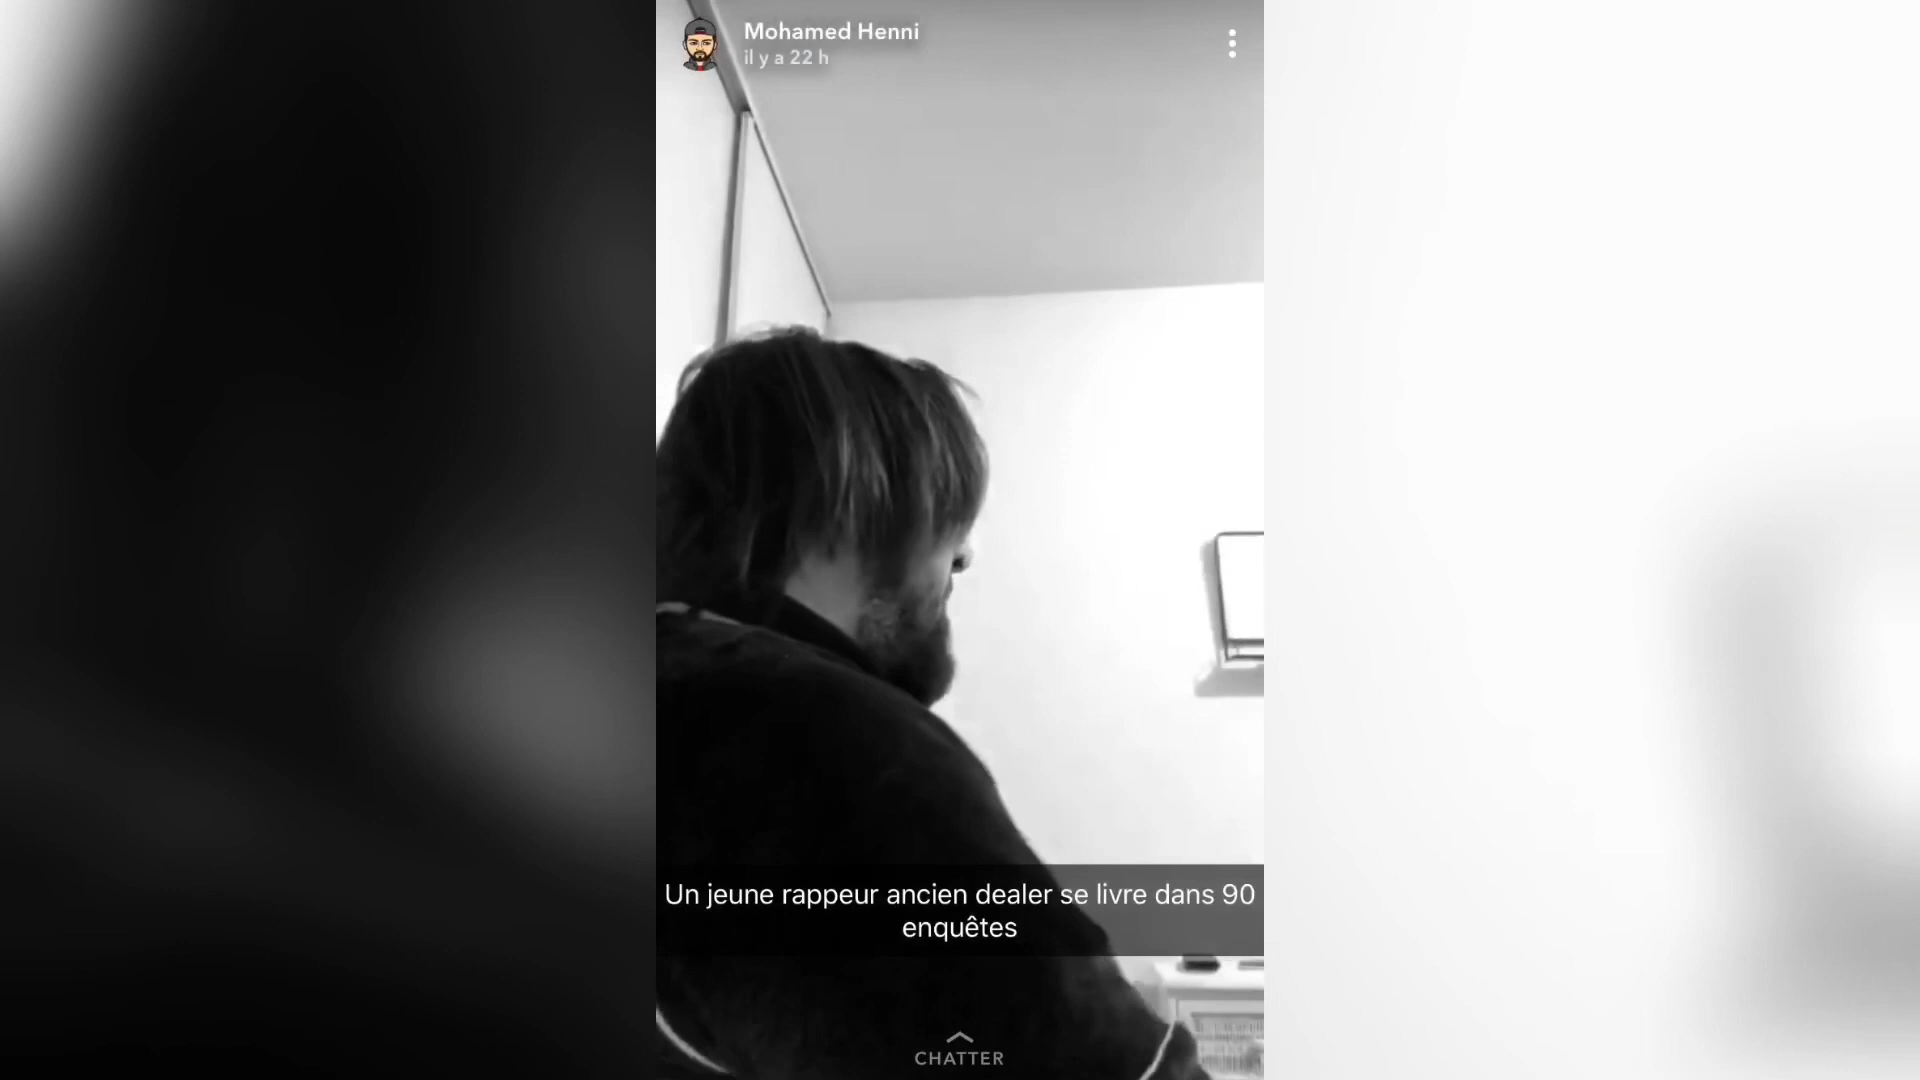 Mohamed Henni
il y a 22 h
Un jeune rappeur ancien dealer se livre dans 90
enquêtes
CHATTER